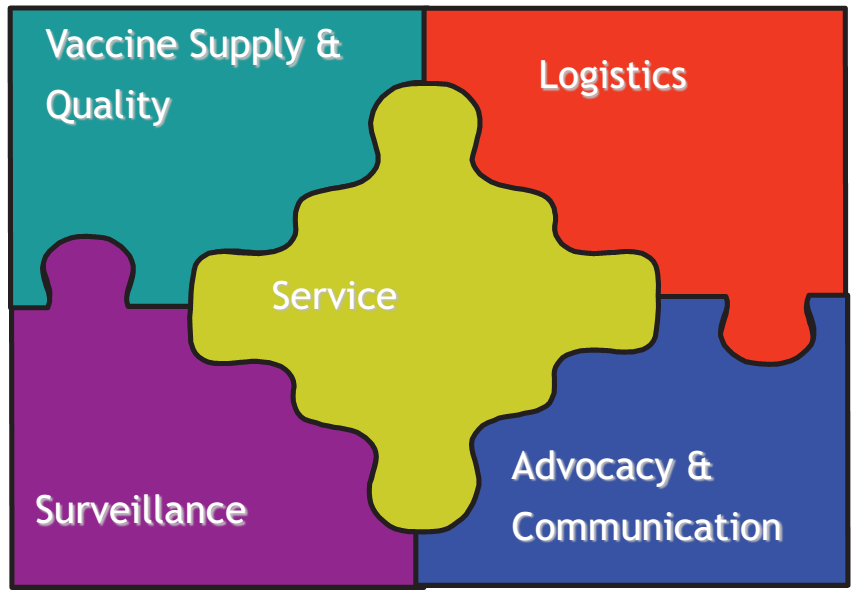 Vaccine Supply &
Quality
Logistics
Service
Surveillance
Advocacy &
Communication